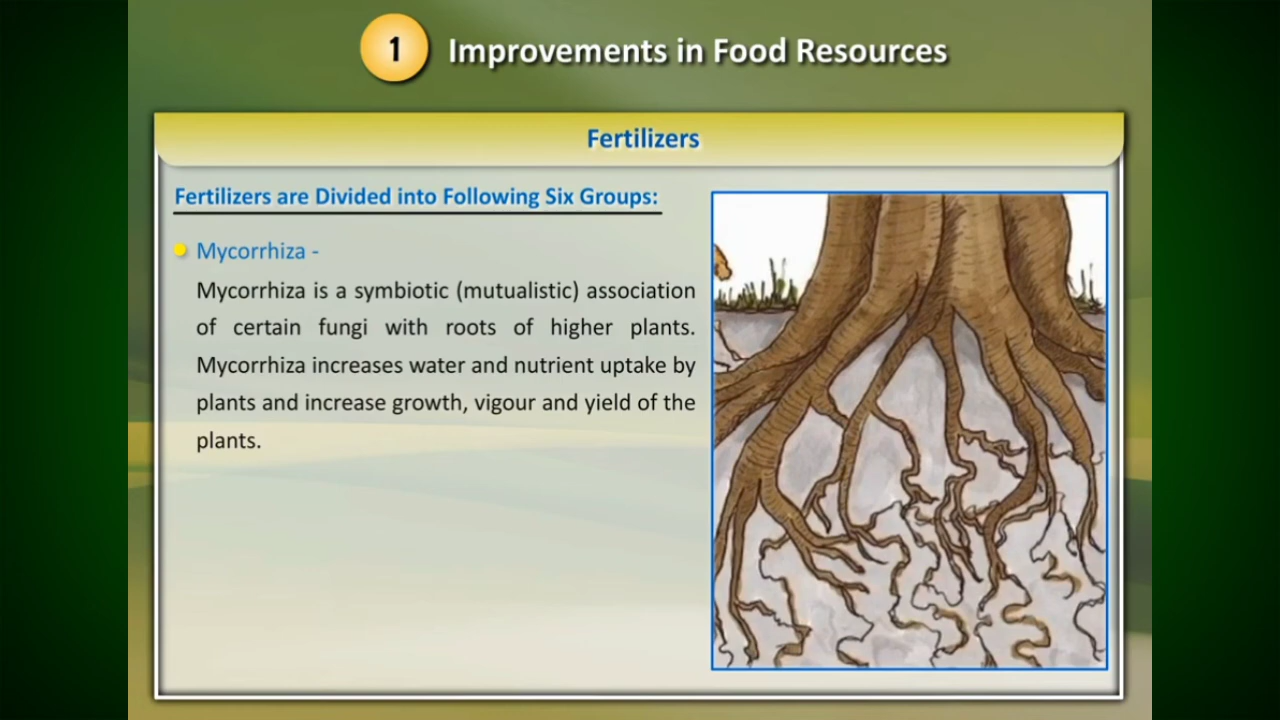 1
Improvements in Food Resources
Fertilizers
Fertilizers are Divided into Following Six Groups:
Mycorrhiza -
Mycorrhiza is a symbiotic (mutualistic) association
of certain fungi with roots of higher plants.
Mycorrhiza increases water and nutrient uptake by
plants and increase growth, vigour and yield of the
plants.